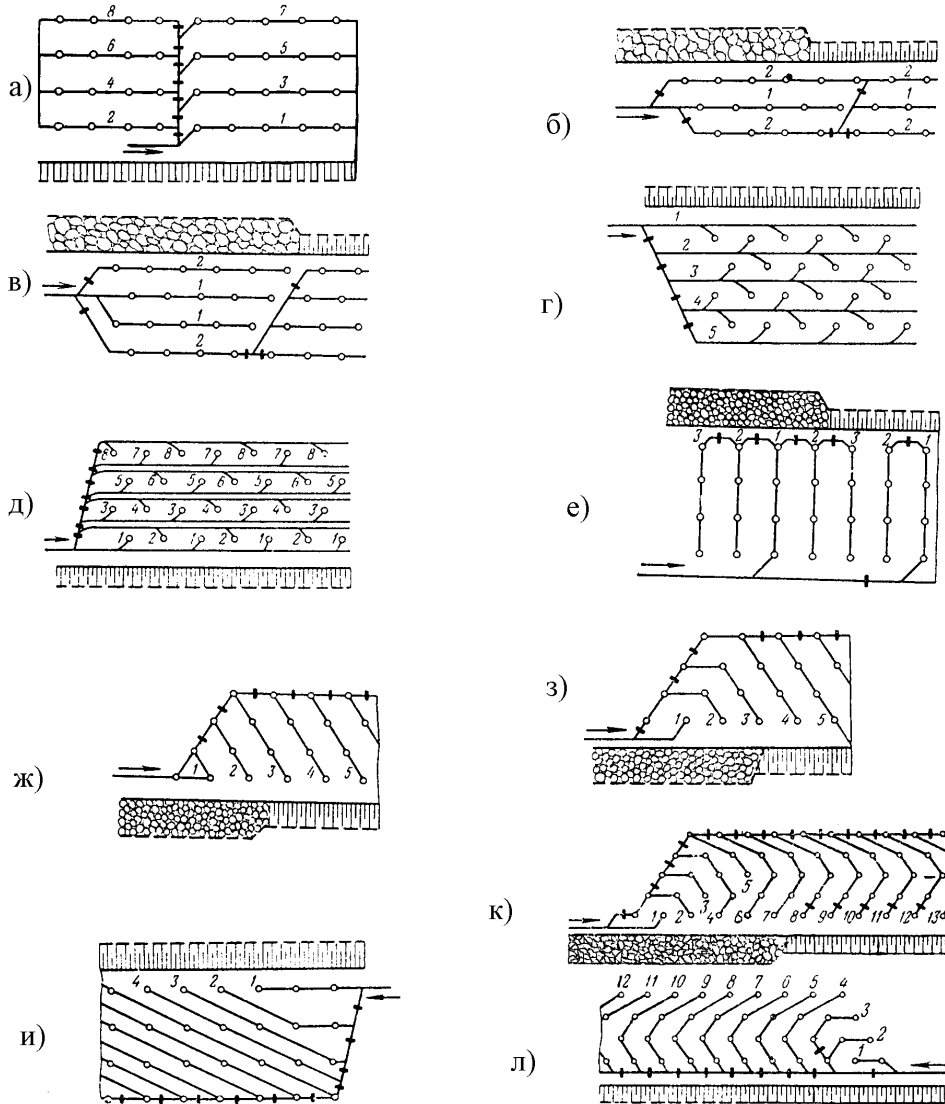 а)
8 7
6 5
4 3
2 1
б)
2 2
1 1
2 2
в)
2
1
1
2
г)
1
2
3
4
5
д)
6 7 8 7 8 7 8
5 6 5 6 5 6 5
3 4 3 4 3 4 3
1 2 1 2 1 2 1
е)
3 2 1 2 3 2 1
ж)
1 2 3 4 5
з)
1 2 3 4 5
и)
4 3 2 1
к)
5
3
1 2 4 6 7 8 9 10 11 12 13
л)
12 11 10 9 8 7 6 5 4
3
2
1